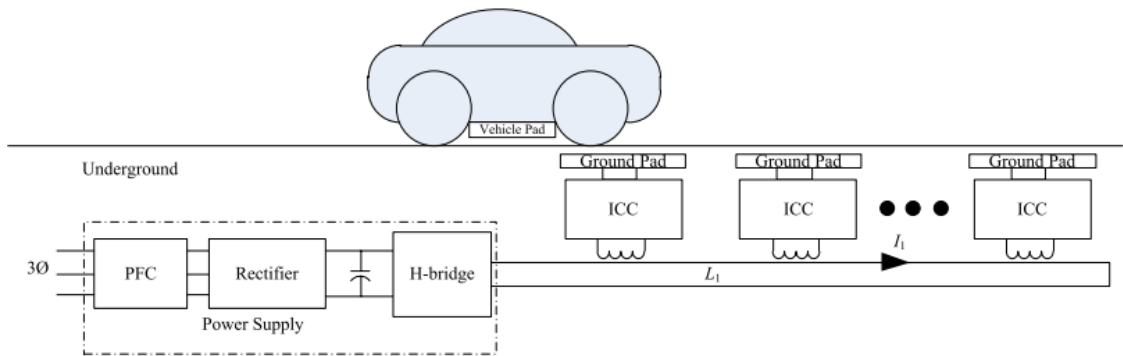 Vehicle Pad
Underground
Ground Pad
Ground Pad
Ground Pad
ICC
ICC
ICC
I₁
3Ø
PFC
Rectifier
H-bridge
L₁
Power Supply